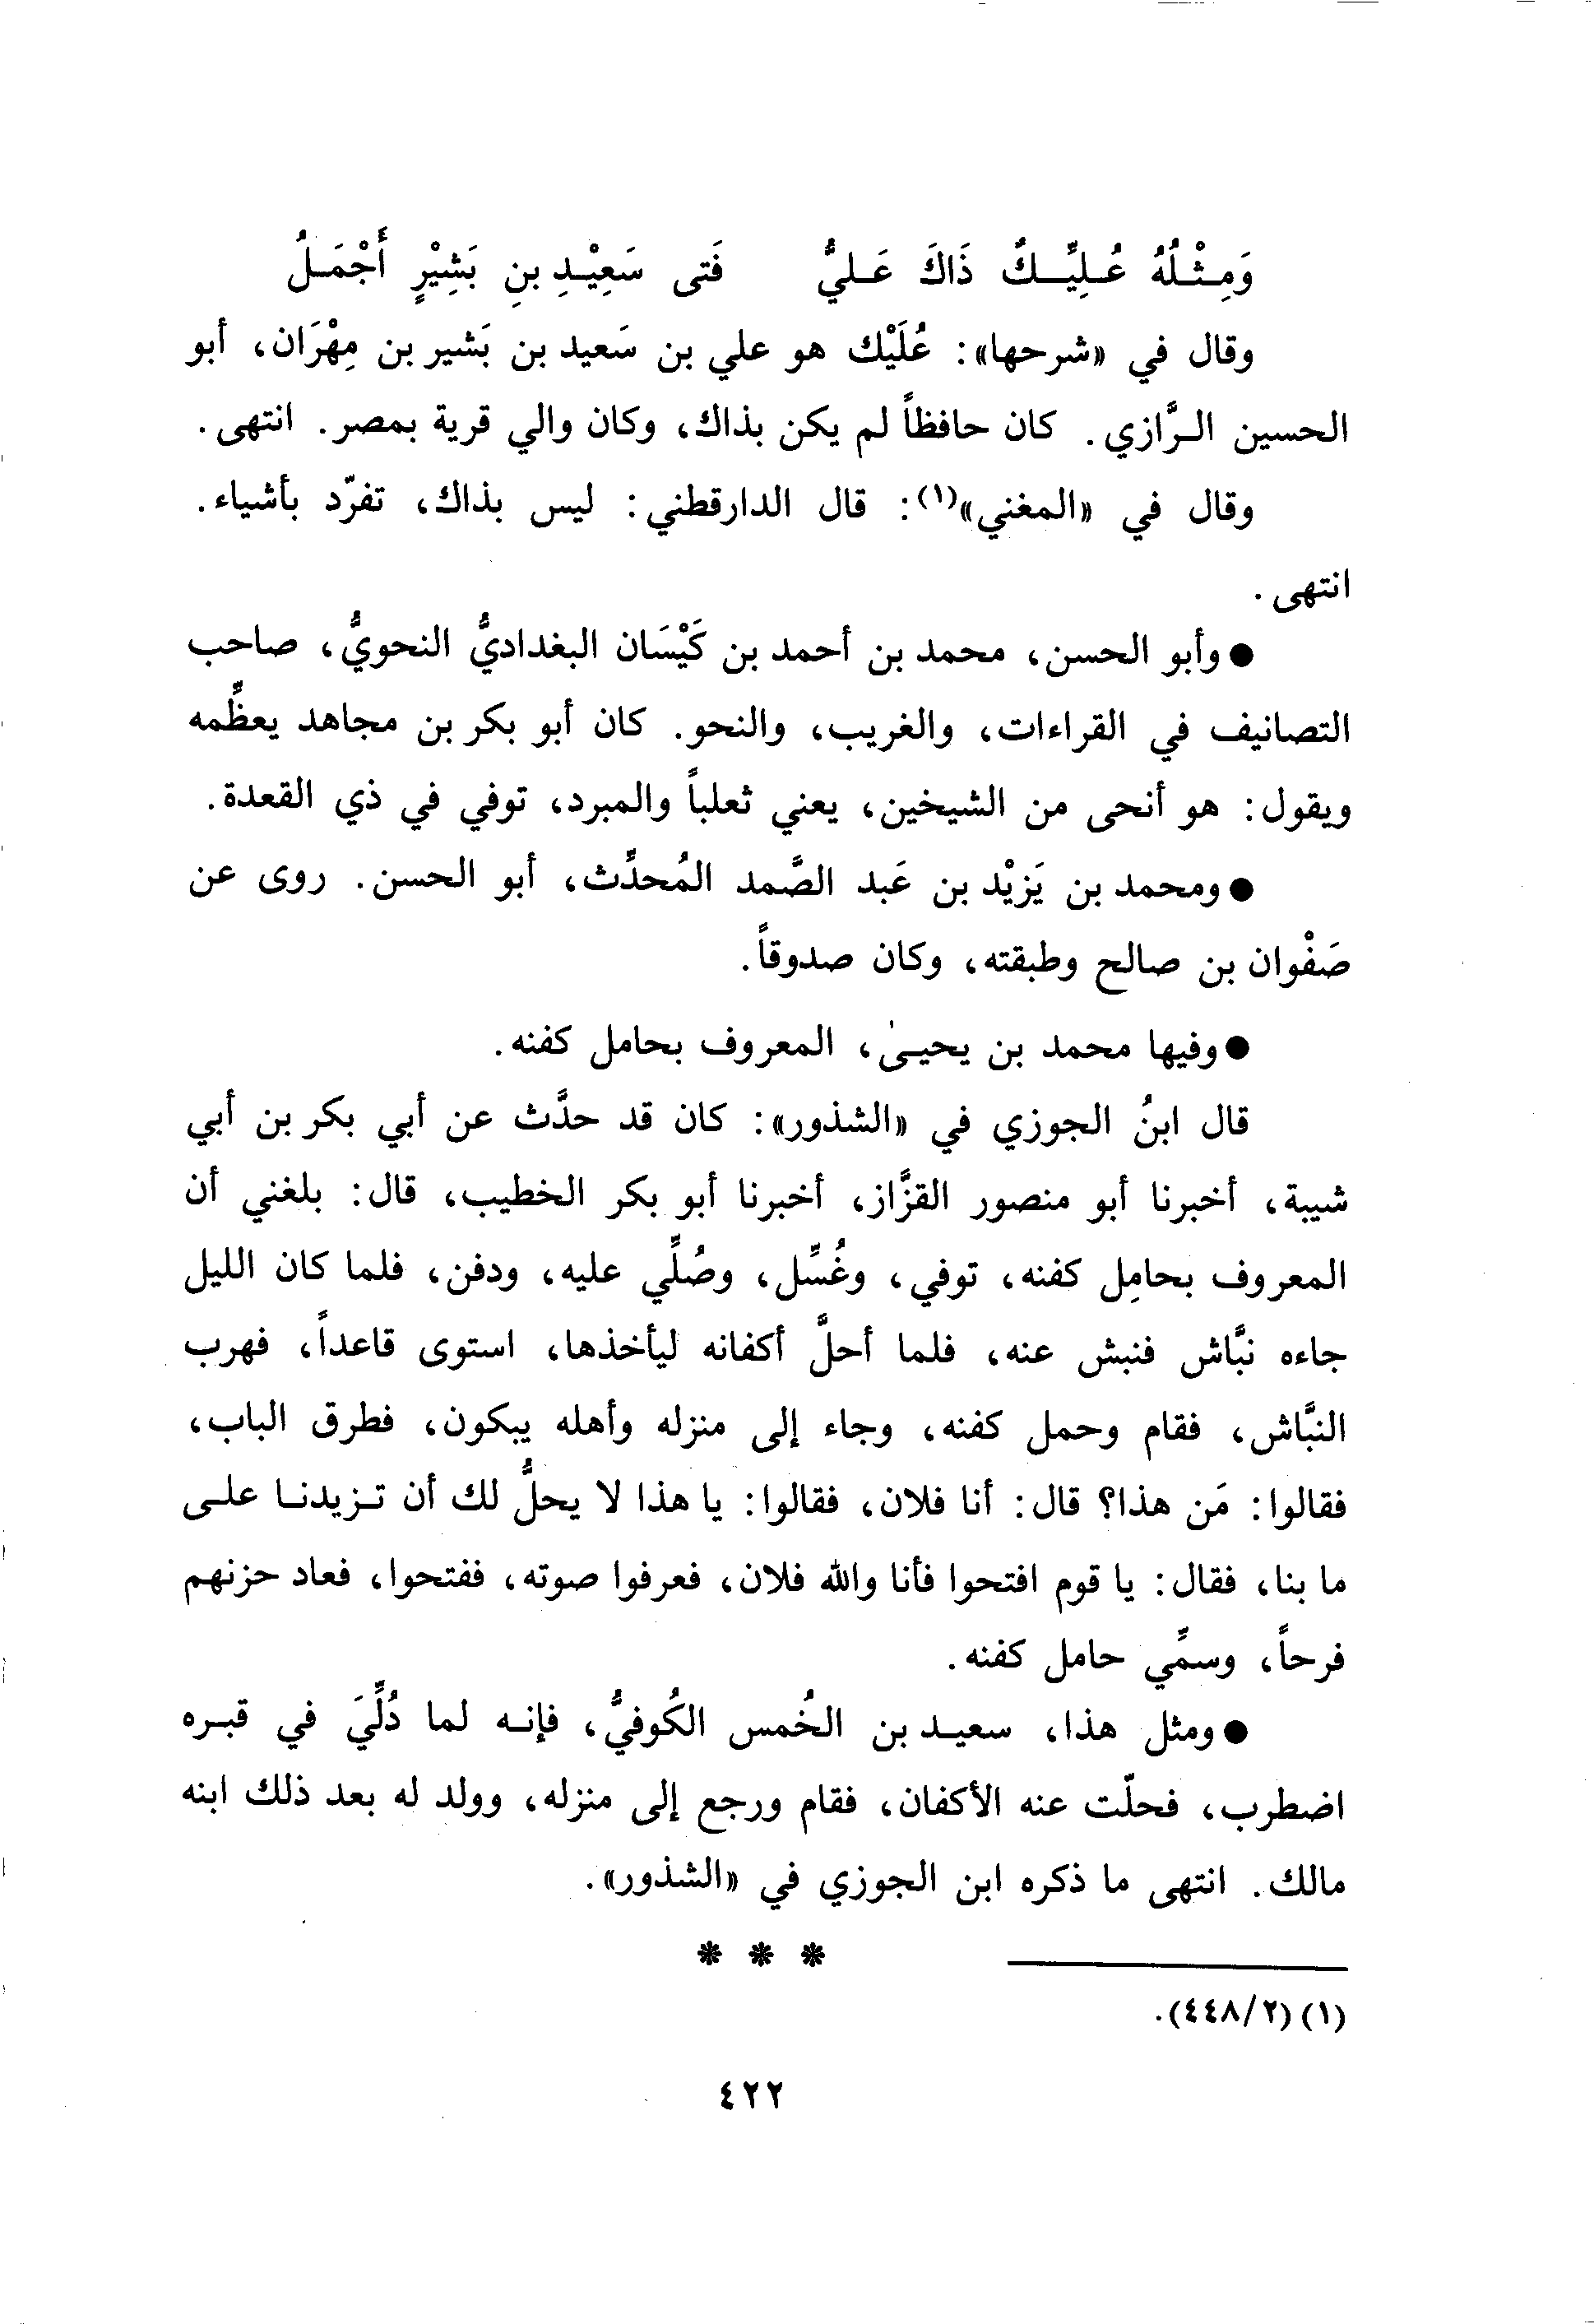 وَمِـثْـلُهُ عُـلِيِّــكٌ ذَاكَ عَـليُّ فَتى سَعِيْـدِ بنِ بَشِيْرٍ أَجْمَـلُ
وقال في «شرحها»: عُلَيْك هو علي بن سَعيد بن بَشير بن مِهْرَان، أبو
الحسين الـرَّازي. كان حافظاً لم يكن بذاك، وكان والي قرية بمصر. انتهى.
وقال في «المغني»(١): قال الدارقطني: ليس بذاك، تفرّد بأشياء.
انتهى.
● وأبو الحسن، محمد بن أحمد بن كَيْسَان البغداديُّ النحويُّ، صاحب
التصانيف في القراءات، والغريب، والنحو. كان أبو بكر بن مجاهد يعظِّمه
ويقول: هو أنحى من الشيخين، يعني ثعلباً والمبرد، توفي في ذي القعدة.
● ومحمد بن يَزيْد بن عَبد الصَّمد المُحدِّث، أبو الحسن. روى عن
صَفْوان بن صالح وطبقته، وكان صدوقاً.
● وفيها محمد بن يحيـىٰ، المعروف بحامل كفنه.
قال ابنُ الجوزي في «الشذور»: كان قد حدَّث عن أبي بكر بن أبي
شيبة، أخبرنا أبو منصور القزَّاز، أخبرنا أبو بكر الخطيب، قال: بلغني أن
المعروف بحامِل كفنه، توفي، وغُسِّل، وصُلِّي عليه، ودفن، فلما كان الليل
جاءه نبَّاش فنبش عنه، فلما أحلَّ أكفانه ليأخذها، استوى قاعداً، فهرب
النبَّاش، فقام وحمل كفنه، وجاء إلى منزله وأهله يبكون، فطرق الباب،
فقالوا: مَن هذا؟ قال: أنا فلان، فقالوا: يا هذا لا يحلُّ لك أن تـزيدنـا علـى
ما بنا، فقال: يا قوم افتحوا فأنا والله فلان، فعرفوا صوته، ففتحوا، فعاد حزنهم
فرحاً، وسمِّي حامل كفنه.
● ومثل هذا، سعيـد بن الخُمس الكُوفيُّ، فإنـه لما دُلِّيَ في قبـره
اضطرب، فحلّت عنه الأكفان، فقام ورجع إلى منزله، وولد له بعد ذلك ابنه
مالك. انتهى ما ذكره ابن الجوزي في «الشذور».
* * *
(١) (٤٤٨/٢).
٤٢٢